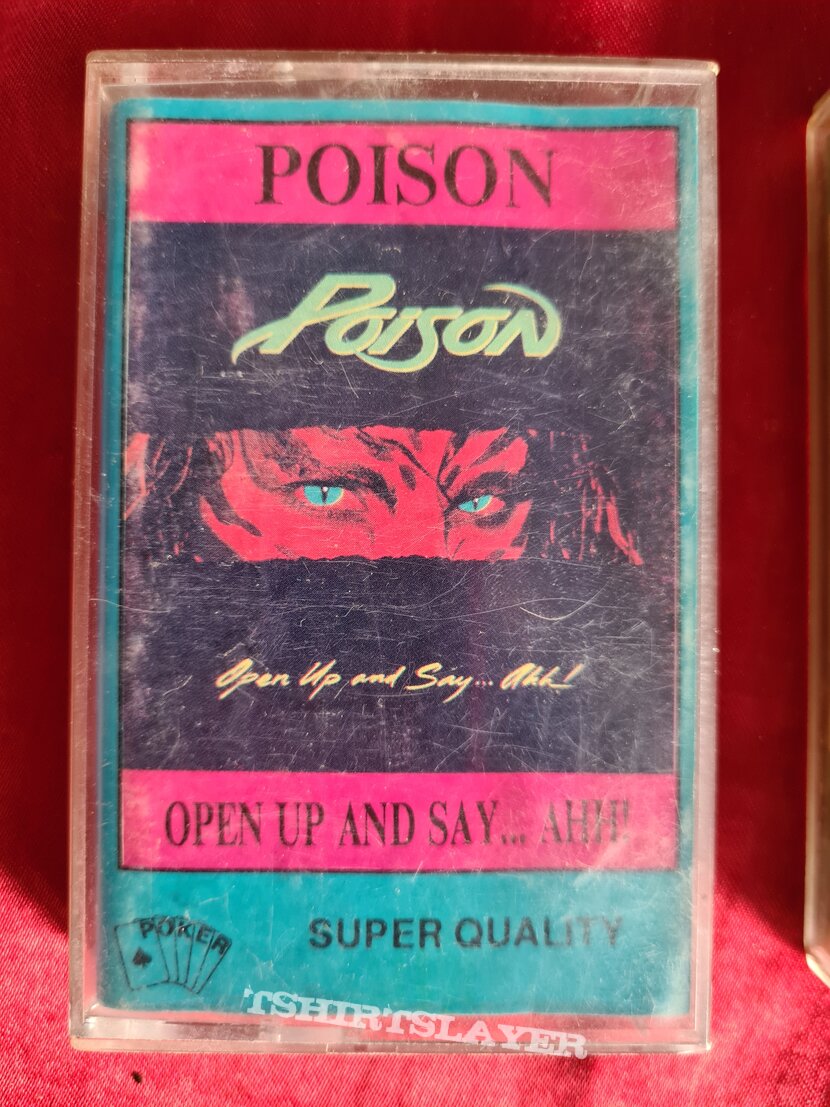 POISON
Poison
Open Up and Say... Ahh!
OPEN UP AND SAY... AHH!
POKER
SUPER QUALITY
TSHIRTSLAYER